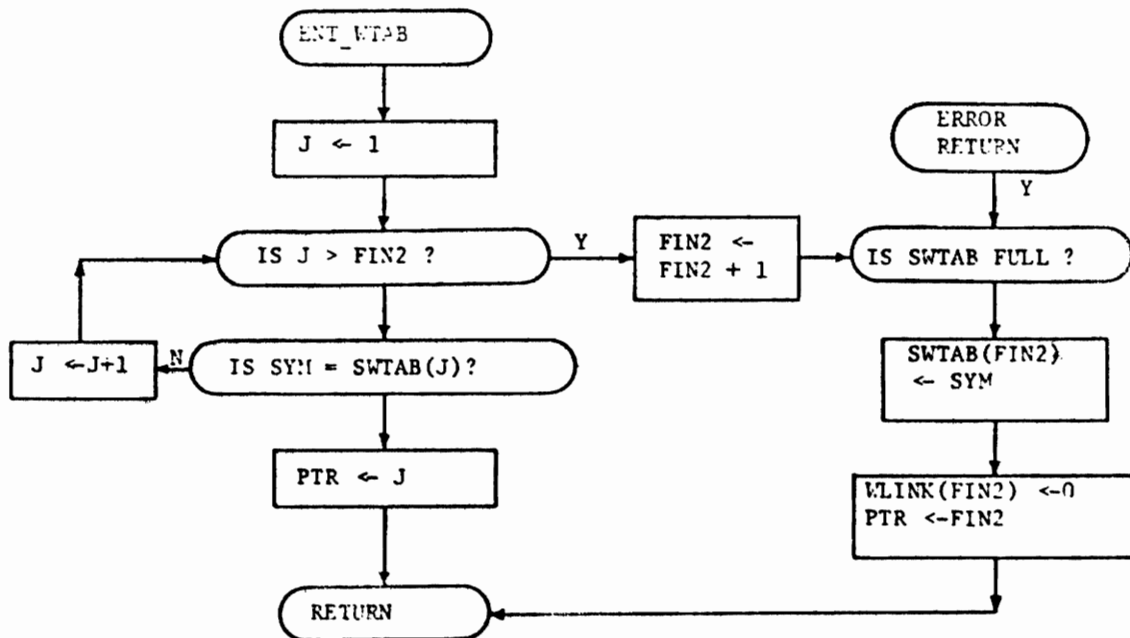 ENT_WTAB
J <- 1
IS J > FIN2 ?
Y
FIN2 <-
FIN2 + 1
ERROR
RETURN
Y
IS SWTAB FULL ?
J <-J+1
N
IS SYM = SWTAB(J)?
SWTAB(FIN2)
<- SYM
PTR <- J
WLINK(FIN2) <-0
PTR <-FIN2
RETURN